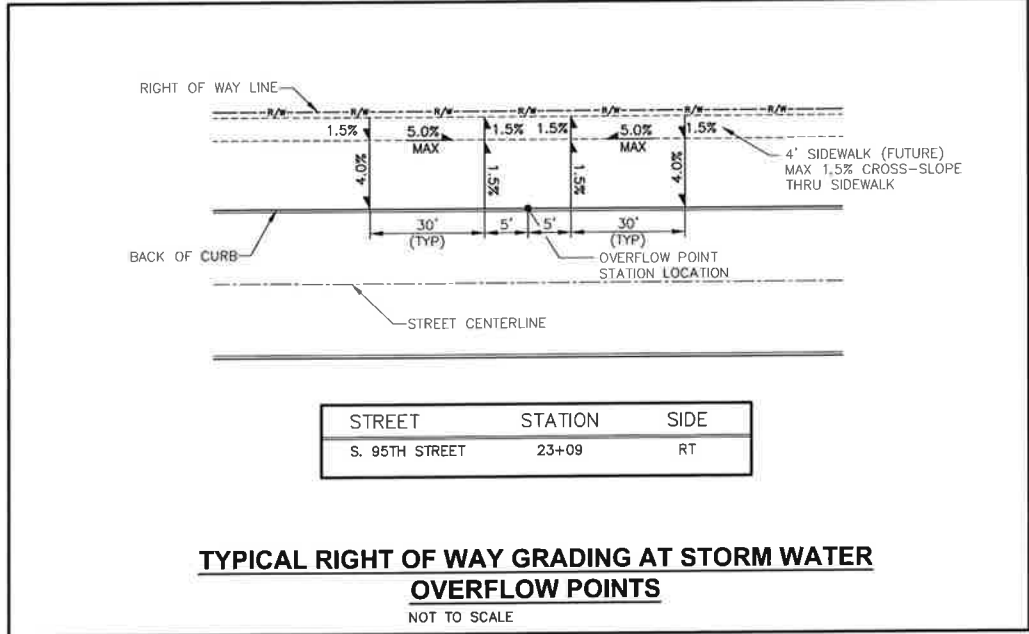 RIGHT OF WAY LINE
R/W R/W R/W R/W R/W R/W R/W
1.5% 5.0% 1.5% 1.5% 5.0% 1.5%
MAX MAX
4' SIDEWALK (FUTURE)
MAX 1.5% CROSS-SLOPE
THRU SIDEWALK
4.0% 1.5% 1.5% 4.0%
30' 5' 5' 30'
(TYP) (TYP)
BACK OF CURB
OVERFLOW POINT
STATION LOCATION
STREET CENTERLINE
STREET STATION SIDE
S. 95TH STREET 23+09 RT
TYPICAL RIGHT OF WAY GRADING AT STORM WATER
OVERFLOW POINTS
NOT TO SCALE